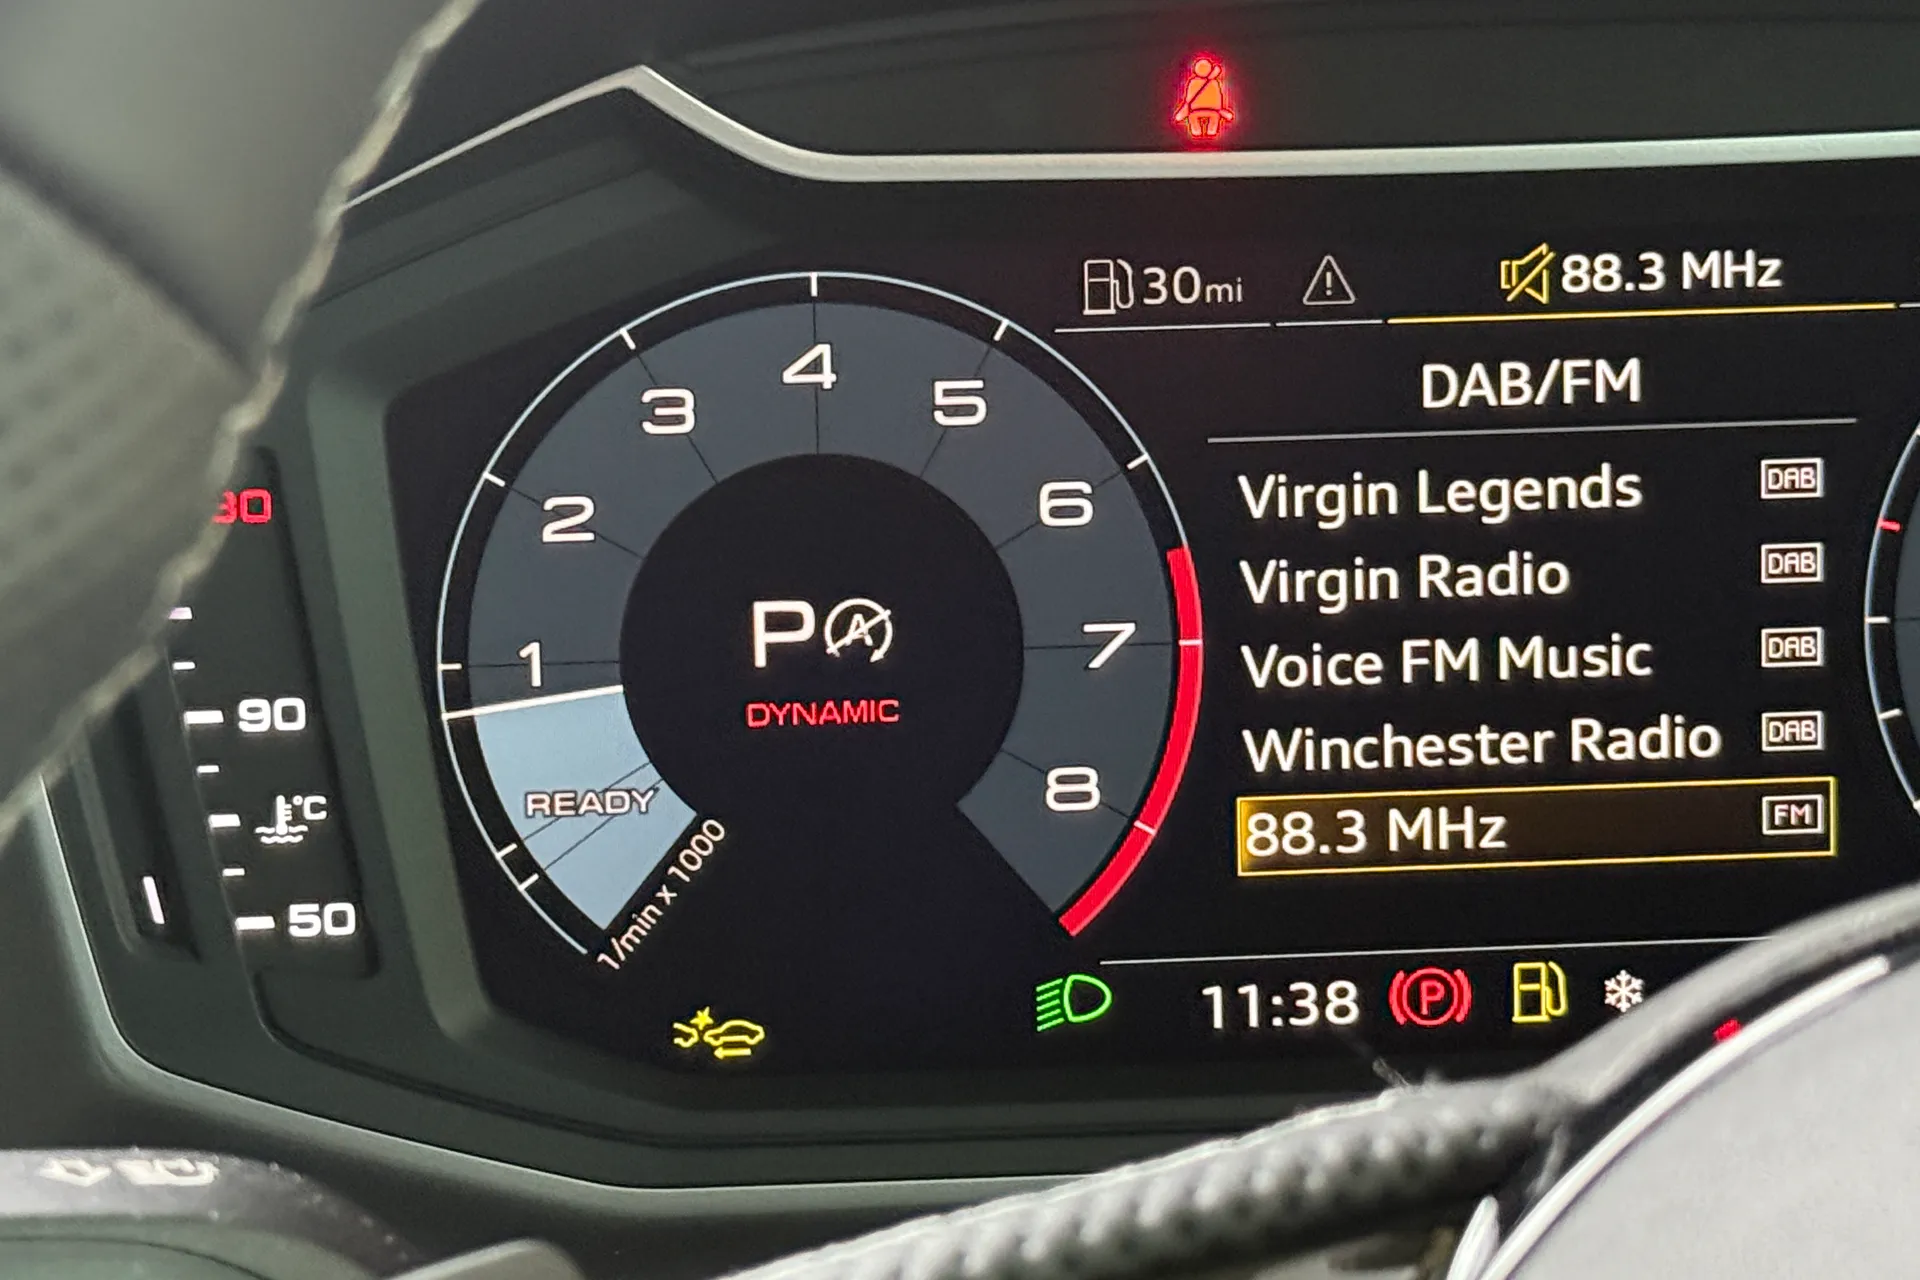 30mi
88.3 MHz
DAB/FM
Virgin Legends DAB
Virgin Radio DAB
Voice FM Music DAB
Winchester Radio DAB
88.3 MHz FM
1
2
3
4
5
6
7
8
P A
DYNAMIC
READY
1/min x 1000
90
°C
50
11:38 P